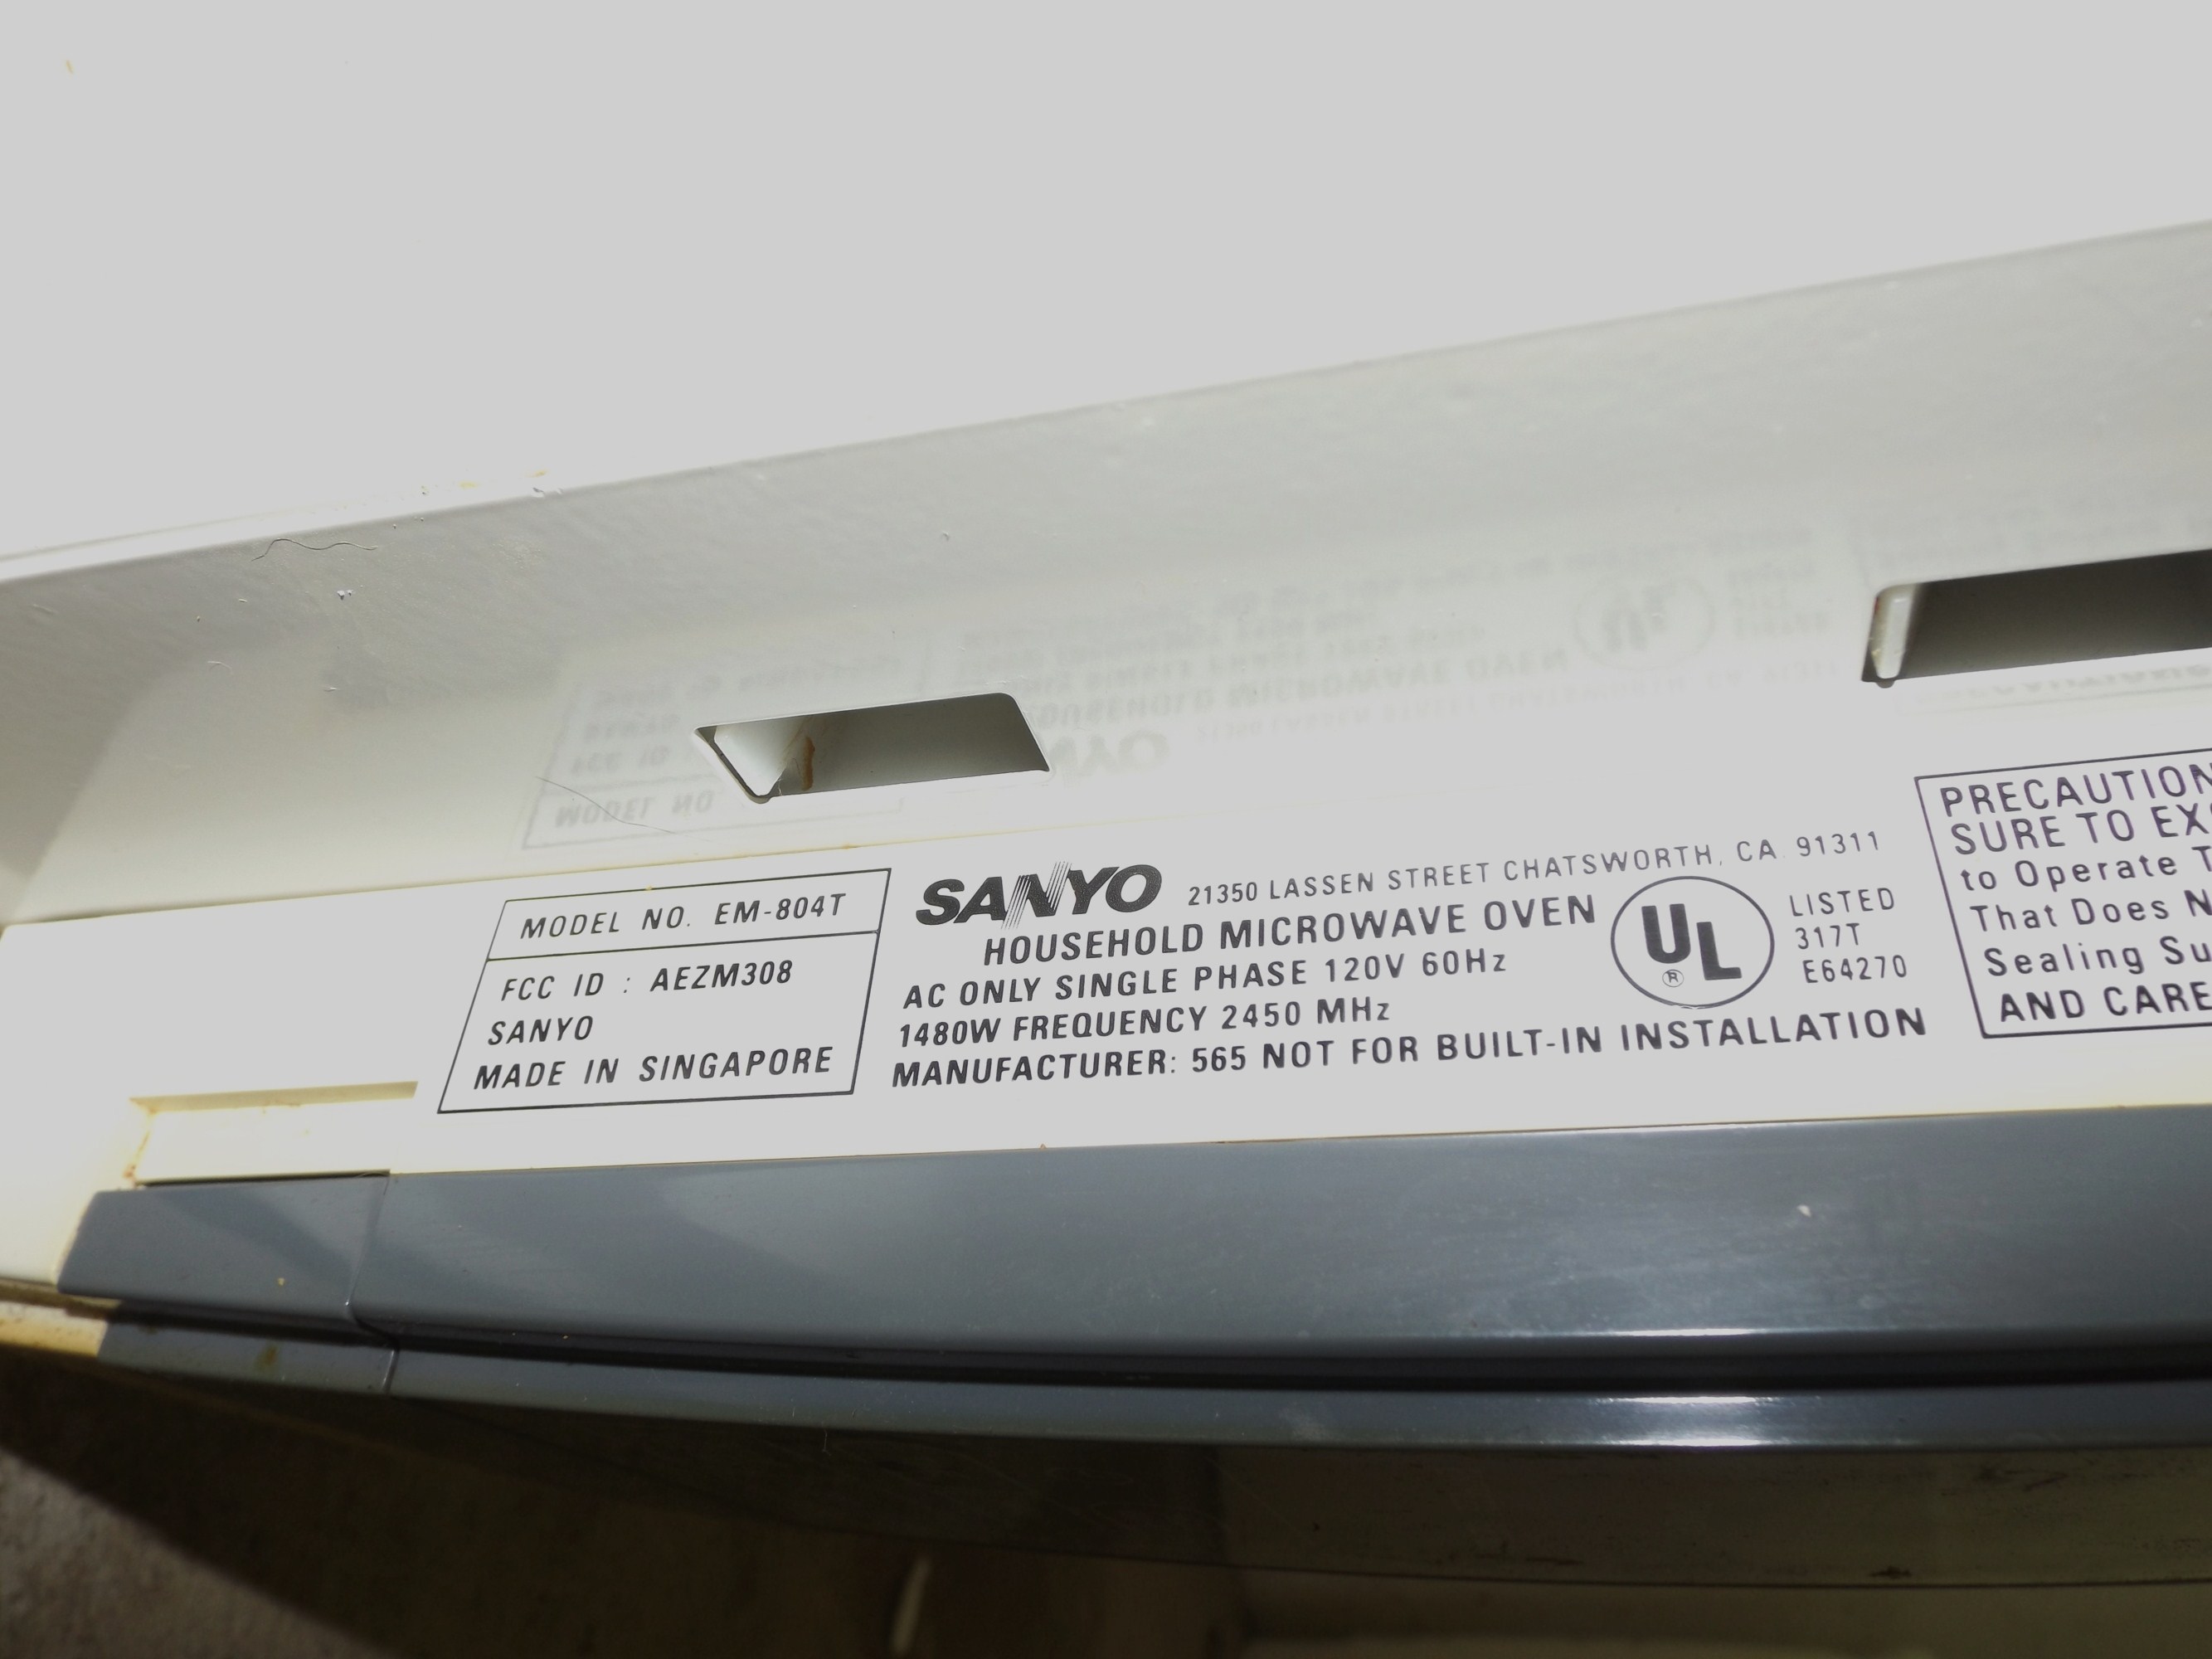 MODEL NO. EM-804T
FCC ID : AEZM308
SANYO
MADE IN SINGAPORE
SANYO 21350 LASSEN STREET CHATSWORTH, CA. 91311
HOUSEHOLD MICROWAVE OVEN
AC ONLY SINGLE PHASE 120V 60Hz
1480W FREQUENCY 2450 MHz
MANUFACTURER: 565 NOT FOR BUILT-IN INSTALLATION
UL ®
LISTED
317T
E64270
PRECAUTION
SURE TO
to Operate
That Does
Sealing
AND CARE